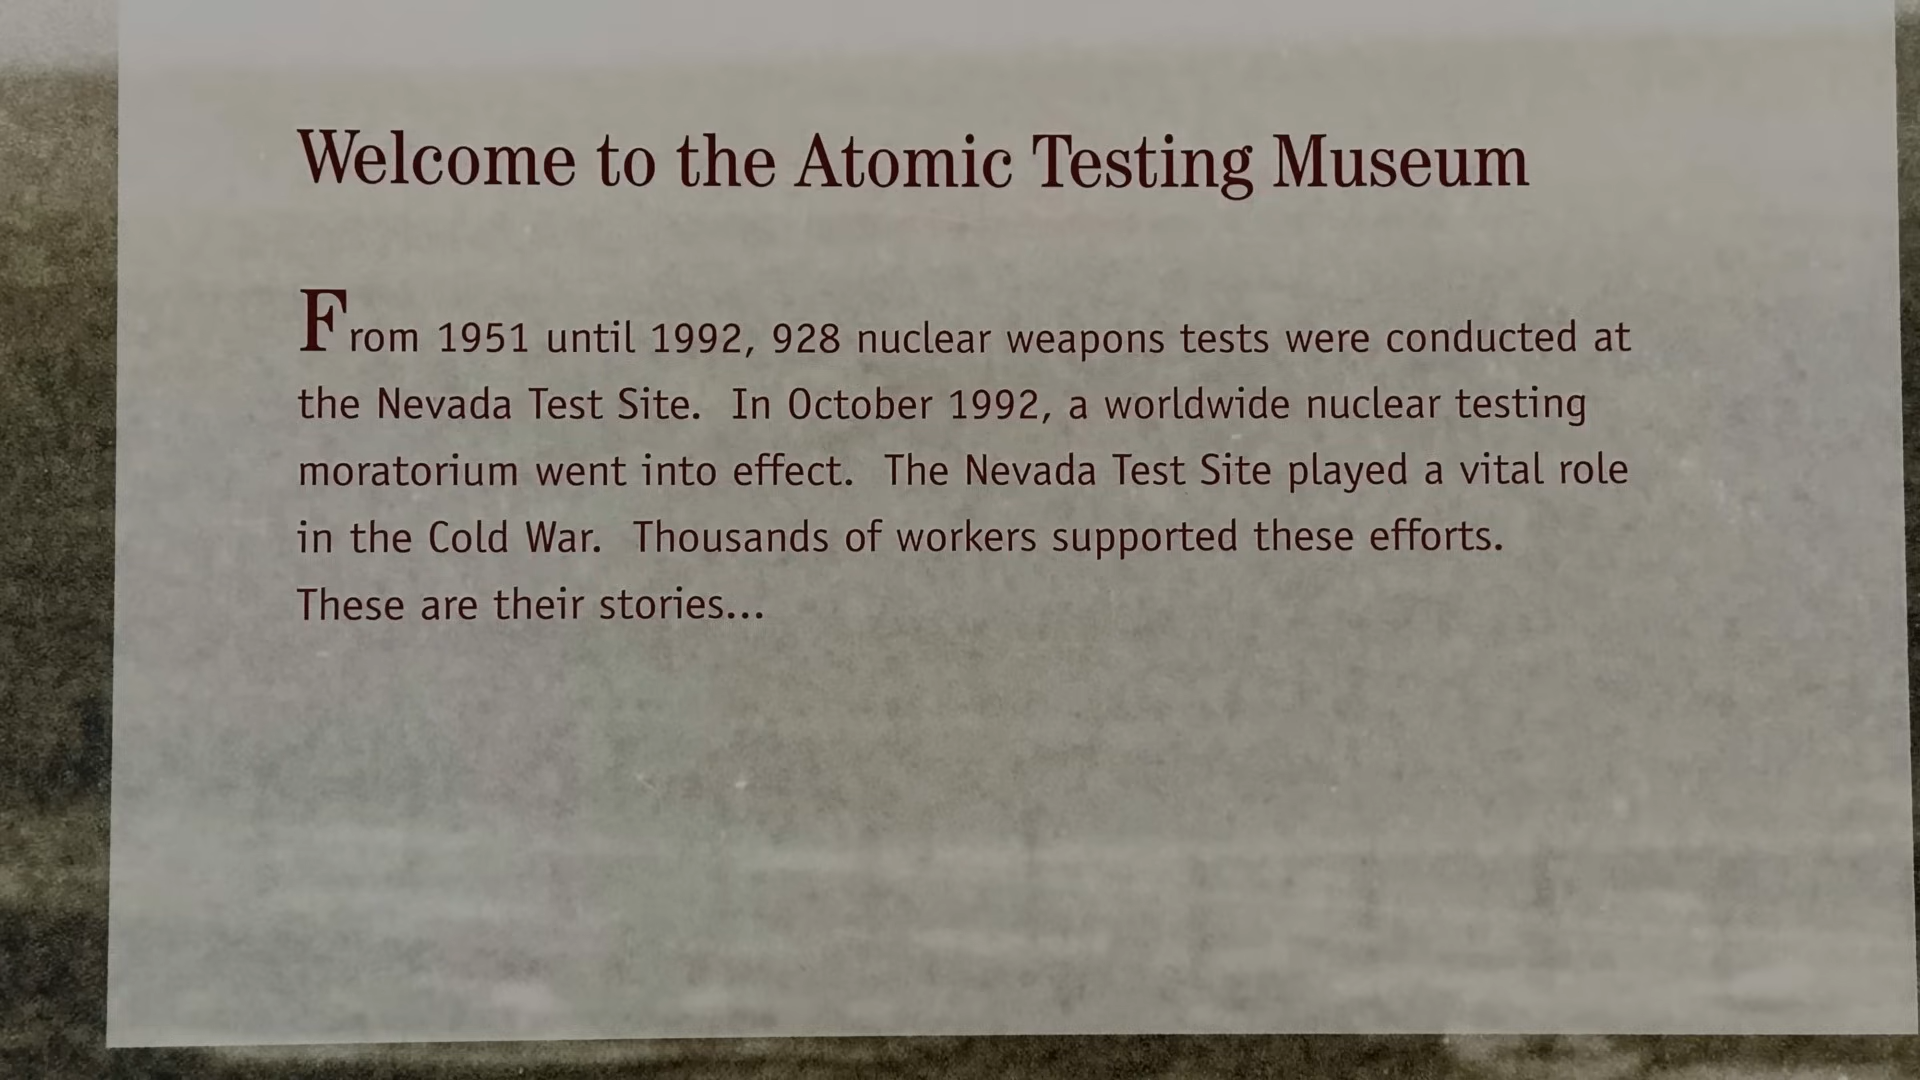 Welcome to the Atomic Testing Museum
From 1951 until 1992, 928 nuclear weapons tests were conducted at
the Nevada Test Site.  In October 1992, a worldwide nuclear testing
moratorium went into effect.  The Nevada Test Site played a vital role
in the Cold War.  Thousands of workers supported these efforts.
These are their stories...